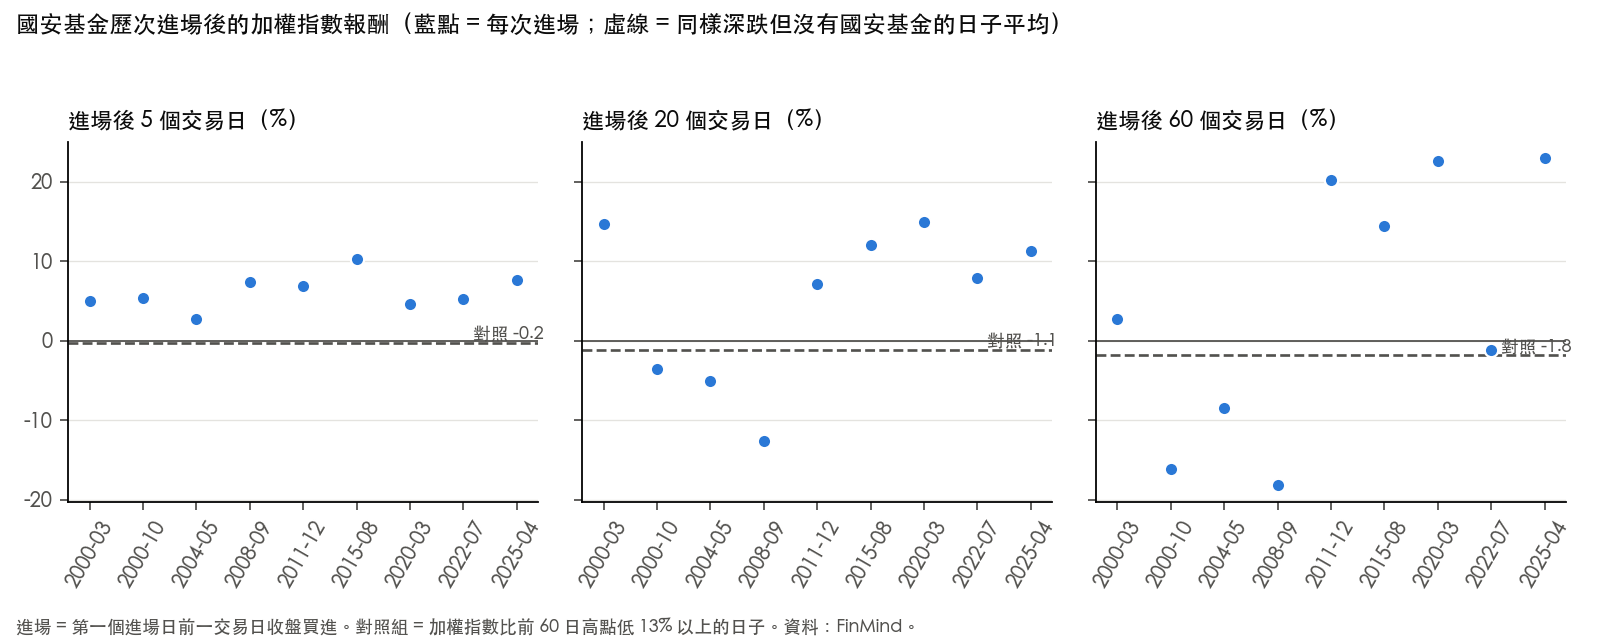 國安基金歷次進場後的加權指數報酬（藍點 = 每次進場；虛線 = 同樣深跌但沒有國安基金的日子平均）
進場後 5 個交易日（%）
進場後 20 個交易日（%）
進場後 60 個交易日（%）
20
10
0
-10
-20
對照 -0.2
對照 -1.1
對照 -1.8
2000-03 2000-10 2004-05 2008-09 2011-12 2015-08 2020-03 2022-07 2025-04
2000-03 2000-10 2004-05 2008-09 2011-12 2015-08 2020-03 2022-07 2025-04
2000-03 2000-10 2004-05 2008-09 2011-12 2015-08 2020-03 2022-07 2025-04
進場 = 第一個進場日前一交易日收盤買進。對照組 = 加權指數比前 60 日高點低 13% 以上的日子。資料：FinMind。